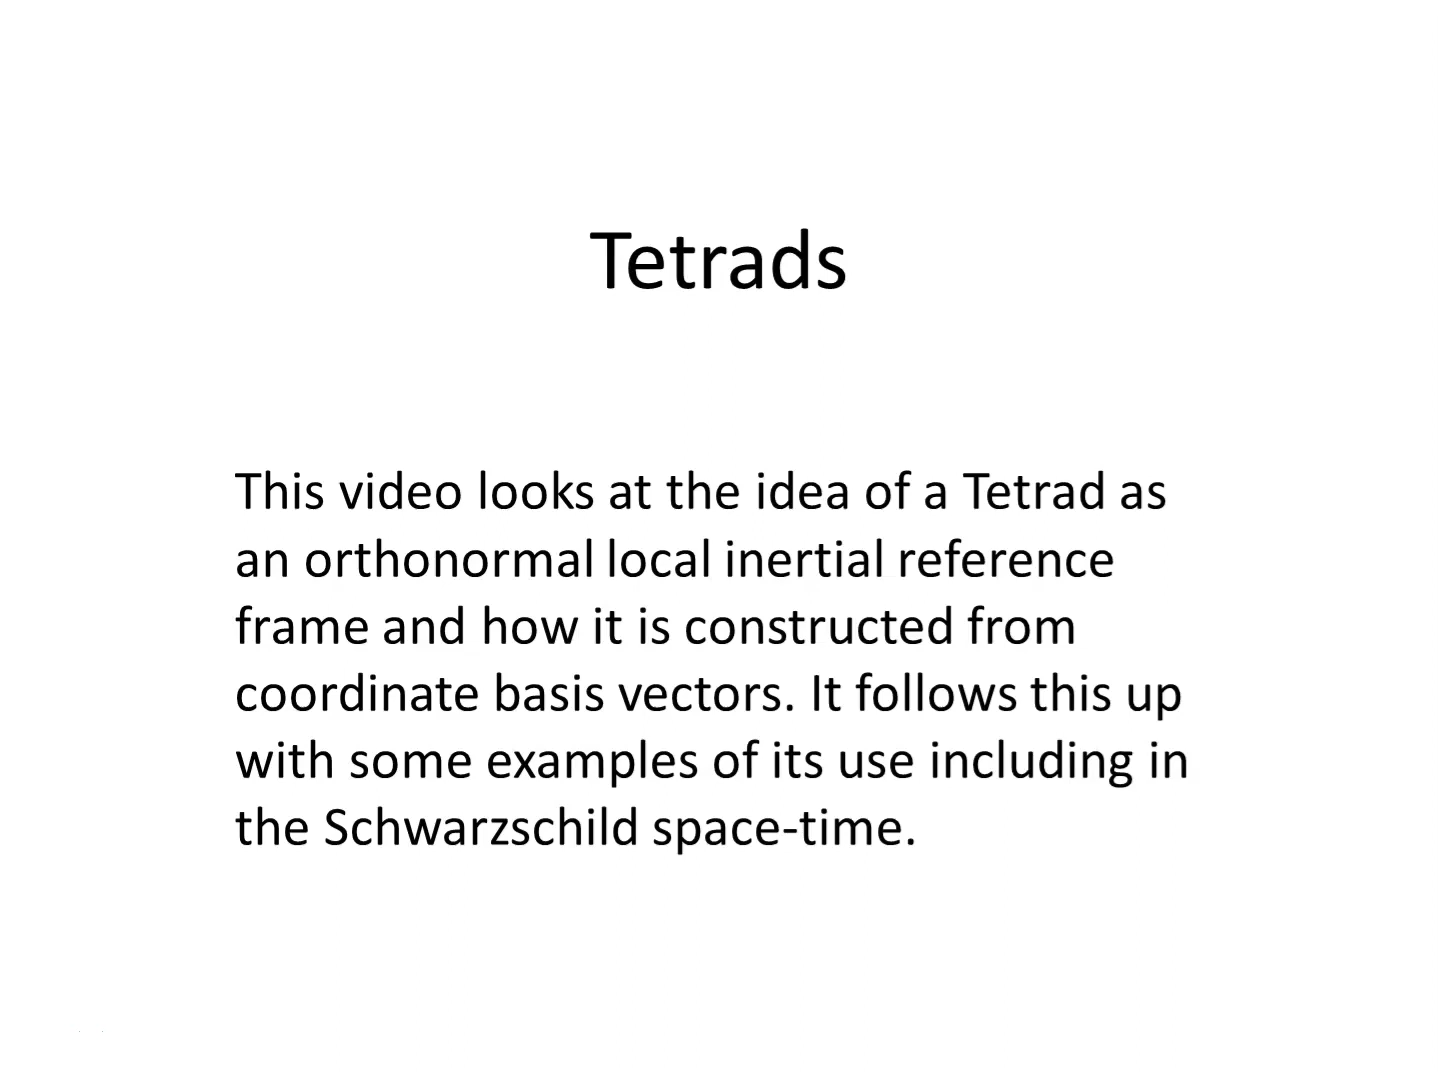 Tetrads
This video looks at the idea of a Tetrad as
an orthonormal local inertial reference
frame and how it is constructed from
coordinate basis vectors. It follows this up
with some examples of its use including in
the Schwarzschild space-time.